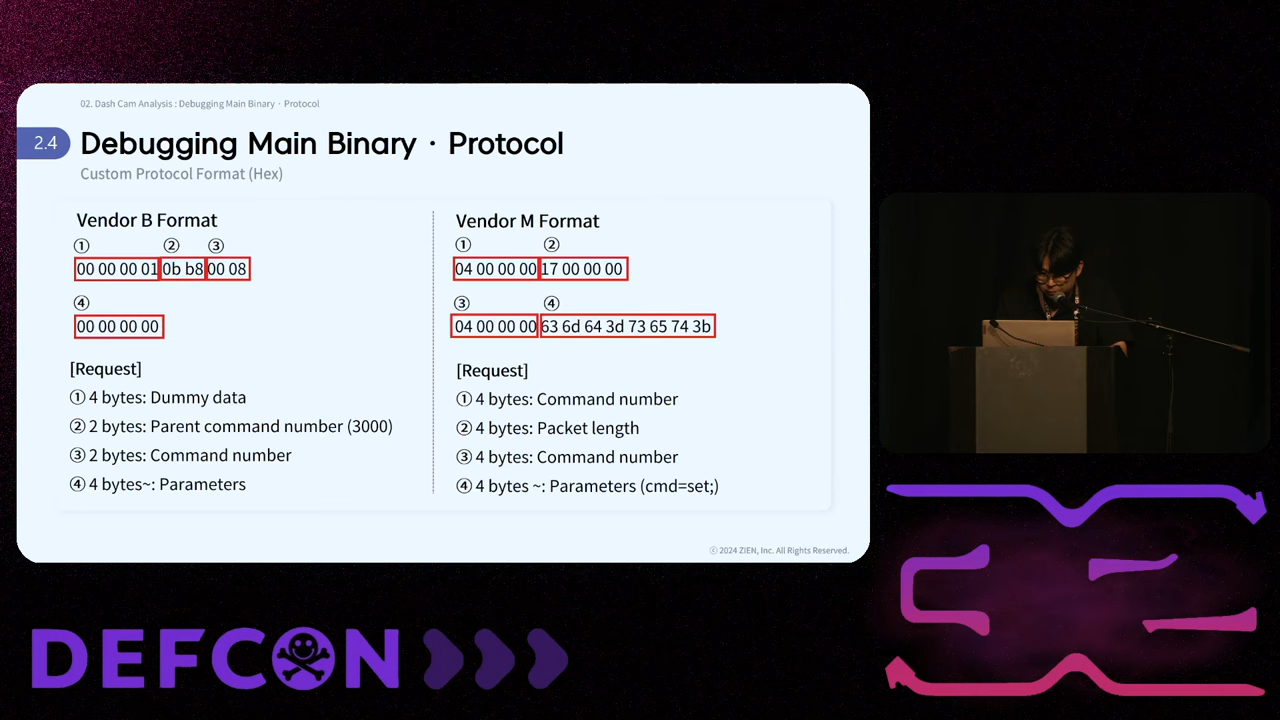 02. Dash Cam Analysis : Debugging Main Binary · Protocol
2.4
Debugging Main Binary · Protocol
Custom Protocol Format (Hex)
Vendor B Format
① ② ③
00 00 00 01 0b b8 00 08
④
00 00 00 00
[Request]
① 4 bytes: Dummy data
② 2 bytes: Parent command number (3000)
③ 2 bytes: Command number
④ 4 bytes~: Parameters
Vendor M Format
① ②
04 00 00 00 17 00 00 00
③ ④
04 00 00 00 63 6d 64 3d 73 65 74 3b
[Request]
① 4 bytes: Command number
② 4 bytes: Packet length
③ 4 bytes: Command number
④ 4 bytes ~: Parameters (cmd=set;)
ⓒ 2024 ZIEN, Inc. All Rights Reserved.
DEFCON